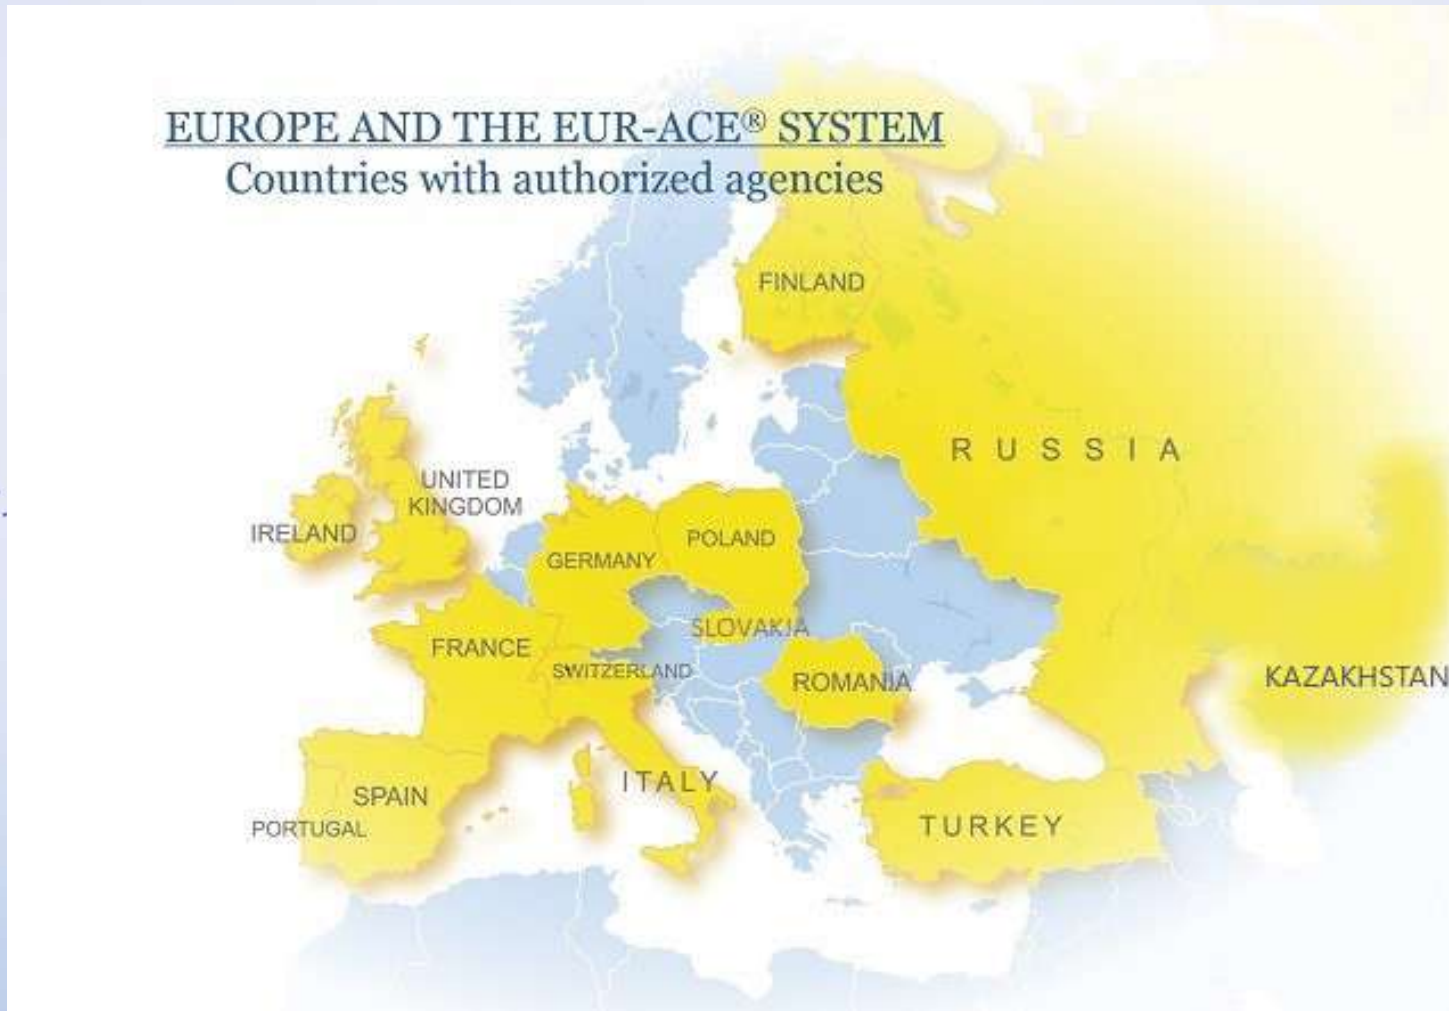 EUROPE AND THE EUR-ACE® SYSTEM
Countries with authorized agencies
FINLAND
RUSSIA
UNITED
KINGDOM
IRELAND
POLAND
GERMANY
SLOVAKIA
FRANCE
SWITZERLAND
ROMANIA
KAZAKHSTAN
ITALY
SPAIN
PORTUGAL
TURKEY